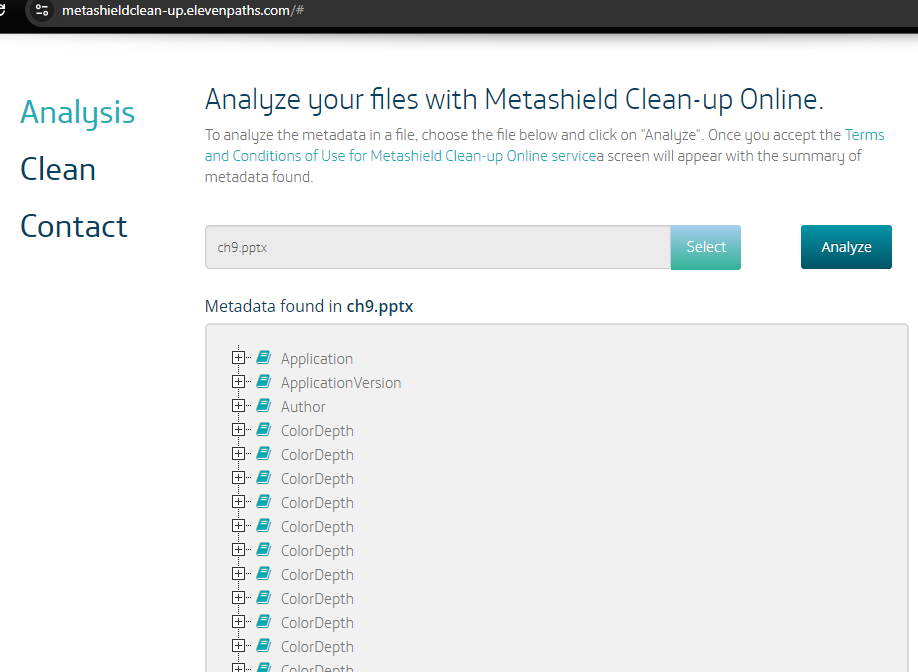 metashieldclean-up.elevenpaths.com/#
Analysis
Clean
Contact
Analyze your files with Metashield Clean-up Online.
To analyze the metadata in a file, choose the file below and click on "Analyze". Once you accept the Terms
and Conditions of Use for Metashield Clean-up Online servicea screen will appear with the summary of
metadata found.
ch9.pptx
Select
Analyze
Metadata found in ch9.pptx
Application
ApplicationVersion
Author
ColorDepth
ColorDepth
ColorDepth
ColorDepth
ColorDepth
ColorDepth
ColorDepth
ColorDepth
ColorDepth
ColorDepth
ColorDepth